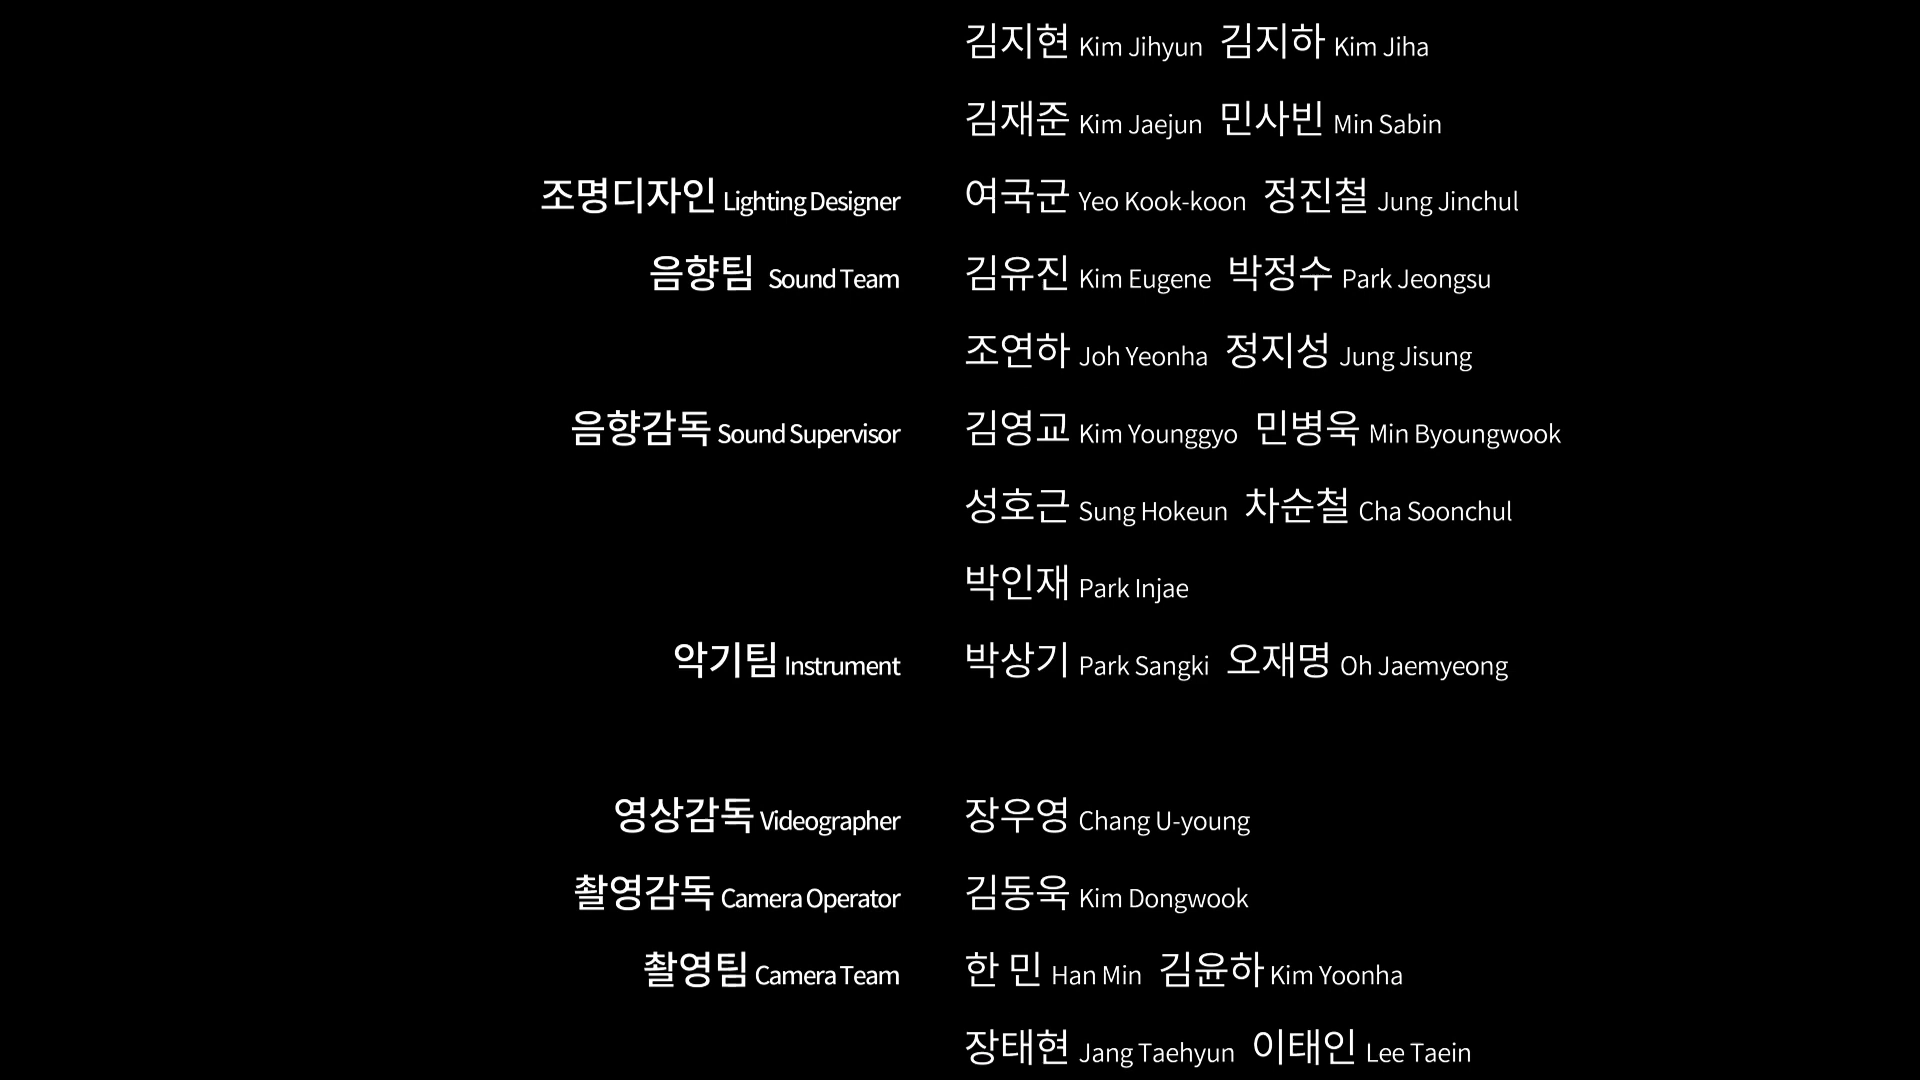 김지현 Kim Jihyun 김지하 Kim Jiha
김재준 Kim Jaejun 민사빈 Min Sabin
조명디자인 Lighting Designer 여국군 Yeo Kook-koon 정진철 Jung Jinchul
음향팀 Sound Team 김유진 Kim Eugene 박정수 Park Jeongsu
조연하 Joh Yeonha 정지성 Jung Jisung
음향감독 Sound Supervisor 김영교 Kim Younggyo 민병욱 Min Byoungwook
성호근 Sung Hokeun 차순철 Cha Soonchul
박인재 Park Injae
악기팀 Instrument 박상기 Park Sangki 오재명 Oh Jaemyeong
영상감독 Videographer 장우영 Chang U-young
촬영감독 Camera Operator 김동욱 Kim Dongwook
촬영팀 Camera Team 한 민 Han Min 김윤하 Kim Yoonha
장태현 Jang Taehyun 이태인 Lee Taein